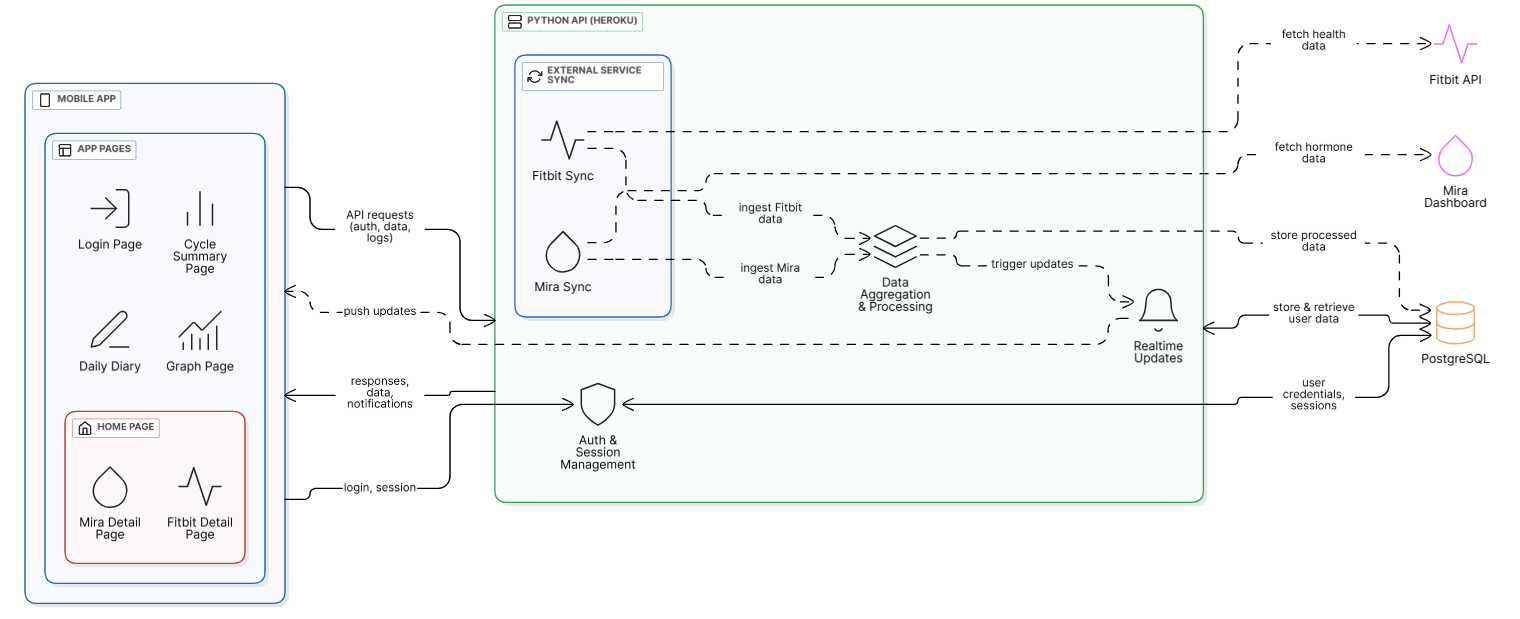 PYTHON API (HEROKU)
EXTERNAL SERVICE
SYNC
fetch health
data
Fitbit API
MOBILE APP
APP PAGES
Fitbit Sync
fetch hormone
data
Mira
Dashboard
Login Page
Cycle
Summary
Page
API requests
(auth, data,
logs)
ingest Fitbit
data
store processed
data
Mira Sync
ingest Mira
data
Data
Aggregation
& Processing
trigger updates
push updates
Realtime
Updates
store & retrieve
user data
PostgreSQL
Daily Diary
Graph Page
responses,
data,
notifications
user
credentials,
sessions
Auth &
Session
Management
HOME PAGE
login, session
Mira Detail
Page
Fitbit Detail
Page